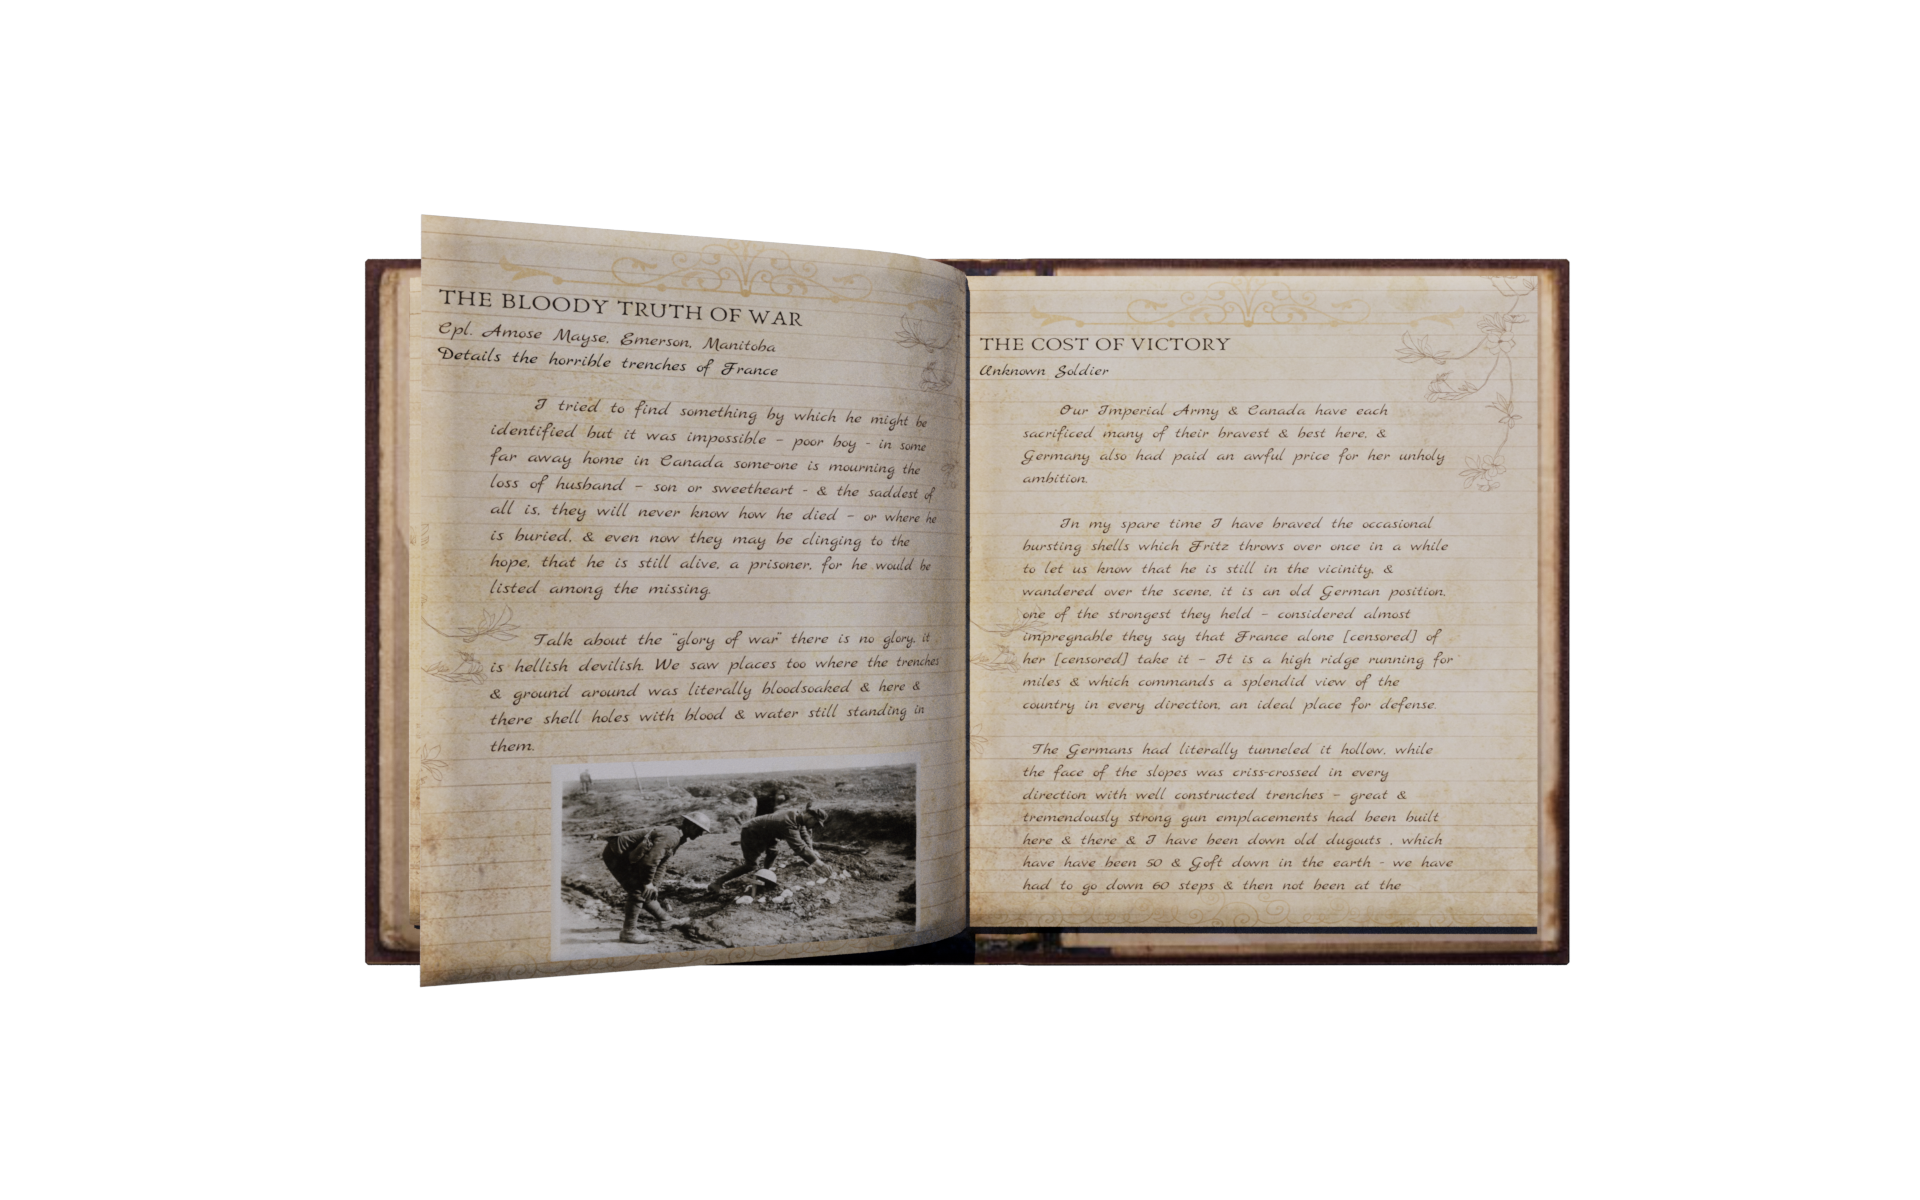 THE BLOODY TRUTH OF WAR
Cpl. Amose Mayse, Emerson, Manitoba
Details the horrible trenches of France
I tried to find something by which he might be
identified but it was impossible – poor boy – in some
far away home in Canada some-one is mourning the
loss of husband – son or sweetheart - & the saddest of
all is, they will never know how he died – or where he
is buried, & even now they may be clinging to the
hope, that he is still alive, a prisoner, for he would be
listed among the missing.
Talk about the "glory of war" there is no glory, it
is hellish devilish. We saw places too where the trenches
& ground around was literally bloodsoaked & here &
there shell holes with blood & water still standing in
them.
THE COST OF VICTORY
Unknown Soldier
Our Imperial Army & Canada have each
sacrificed many of their bravest & best here, &
Germany also had paid an awful price for her unholy
ambition.
In my spare time I have braved the occasional
bursting shells which Fritz throws over once in a while
to let us know that he is still in the vicinity, &
wandered over the scene, it is an old German position,
one of the strongest they held – considered almost
impregnable they say that France alone [censored] of
her [censored] take it – It is a high ridge running for
miles & which commands a splendid view of the
country in every direction, an ideal place for defense.
The Germans had literally tunneled it hollow, while
the face of the slopes was criss-crossed in every
direction with well constructed trenches – great &
tremendously strong gun emplacements had been built
here & there & I have been down old dugouts , which
have have been 50 & Goft down in the earth - we have
had to go down 60 steps & then not been at the